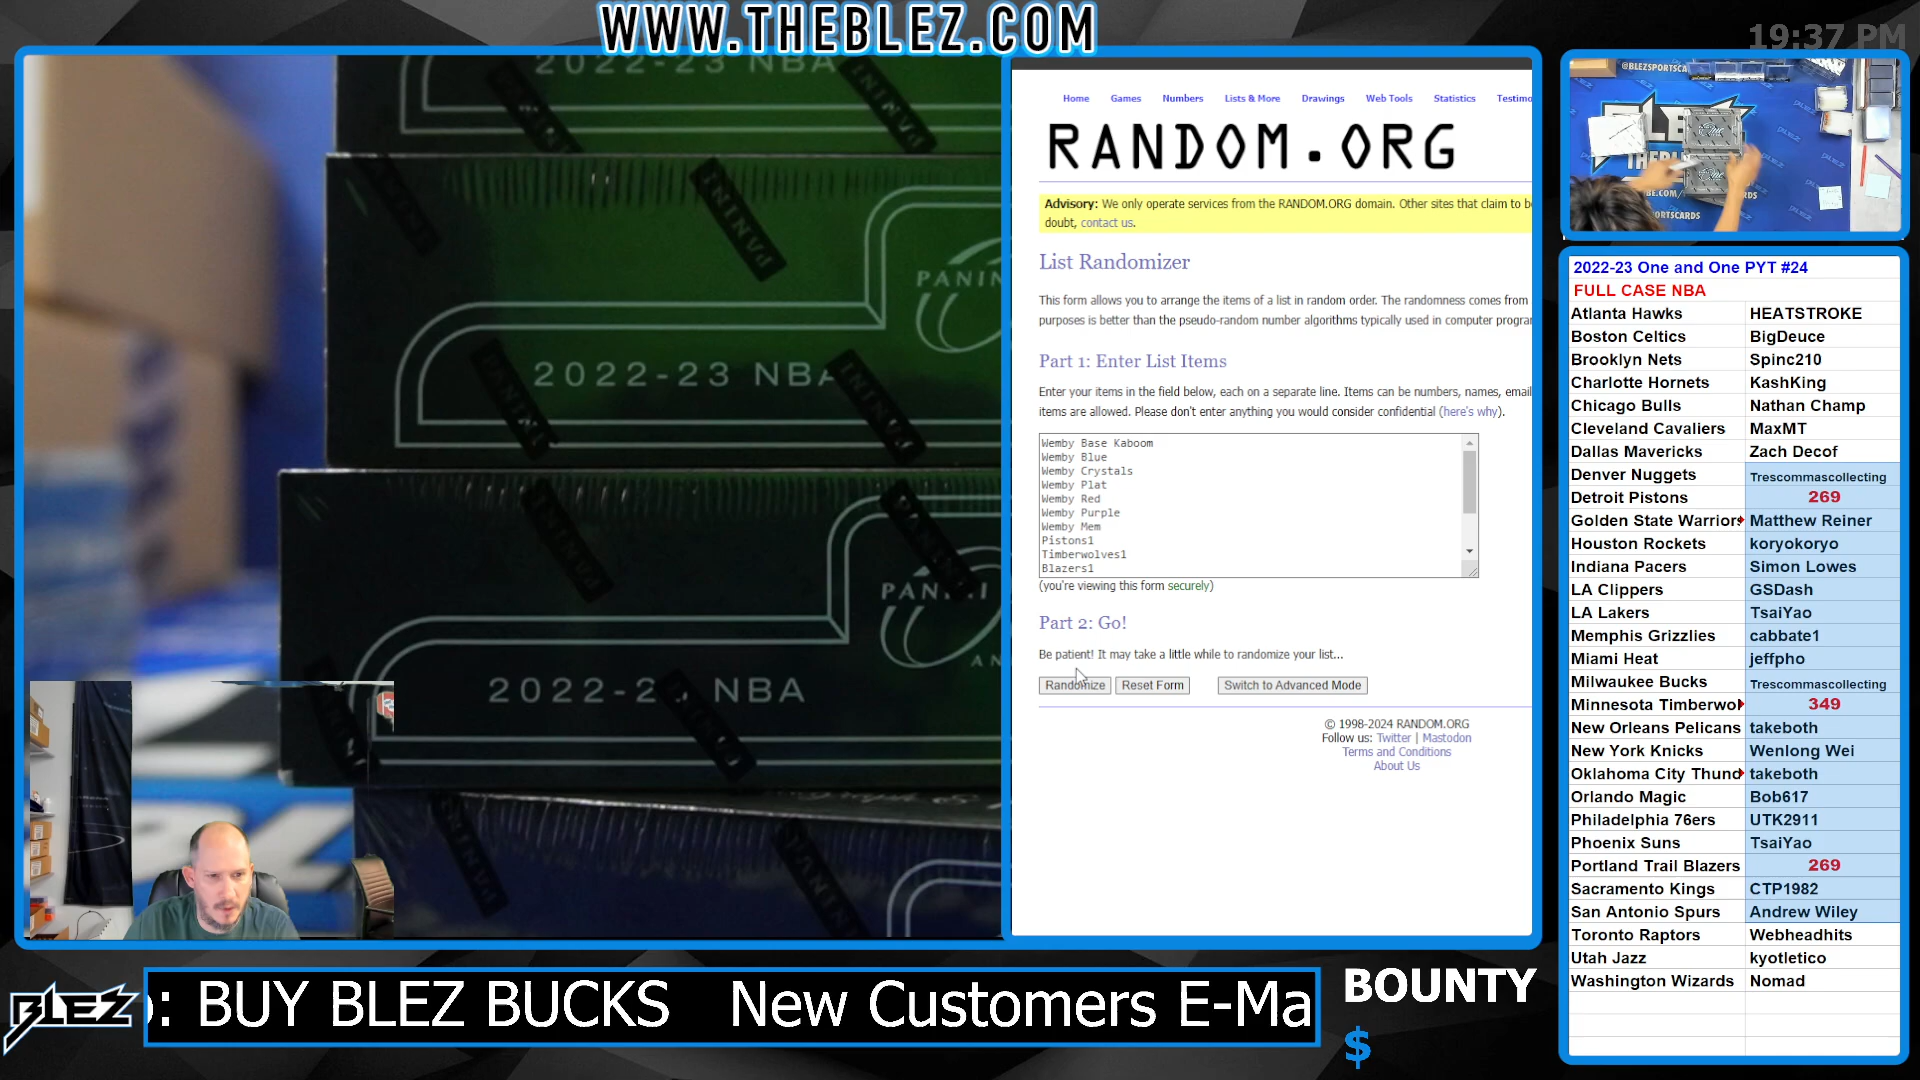 WWW.THEBLEZ.COM
19:37 PM
2022-23 NBA
PANINI
2022-23 NBA
2022-23 NBA
Home Games Numbers Lists & More Drawings Web Tools Statistics Testimo
RANDOM.ORG
Advisory: We only operate services from the RANDOM.ORG domain. Other sites that claim to b
doubt, contact us.
List Randomizer
This form allows you to arrange the items of a list in random order. The randomness comes from
purposes is better than the pseudo-random number algorithms typically used in computer progra
Part 1: Enter List Items
Enter your items in the field below, each on a separate line. Items can be numbers, names, email
items are allowed. Please don't enter anything you would consider confidential (here's why).
Wemby Base Kaboom
Wemby Blue
Wemby Crystals
Wemby Plat
Wemby Red
Wemby Purple
Wemby Mem
Pistons1
Timberwolves1
Blazers1
(you're viewing this form securely)
Part 2: Go!
Be patient! It may take a little while to randomize your list...
Randomize Reset Form Switch to Advanced Mode
© 1998-2024 RANDOM.ORG
Follow us: Twitter | Mastodon
Terms and Conditions
About Us
@BLEZSPORTSCA
2022-23 One and One PYT #24
FULL CASE NBA
Atlanta Hawks HEATSTROKE
Boston Celtics BigDeuce
Brooklyn Nets Spinc210
Charlotte Hornets KashKing
Chicago Bulls Nathan Champ
Cleveland Cavaliers MaxMT
Dallas Mavericks Zach Decof
Denver Nuggets Trescommascollecting
Detroit Pistons 269
Golden State Warriors Matthew Reiner
Houston Rockets koryokoryo
Indiana Pacers Simon Lowes
LA Clippers GSDash
LA Lakers TsaiYao
Memphis Grizzlies cabbate1
Miami Heat jeffpho
Milwaukee Bucks Trescommascollecting
Minnesota Timberwol 349
New Orleans Pelicans takeboth
New York Knicks Wenlong Wei
Oklahoma City Thund takeboth
Orlando Magic Bob617
Philadelphia 76ers UTK2911
Phoenix Suns TsaiYao
Portland Trail Blazers 269
Sacramento Kings CTP1982
San Antonio Spurs Andrew Wiley
Toronto Raptors Webheadhits
Utah Jazz kyotletico
Washington Wizards Nomad
BLEZ
: BUY BLEZ BUCKS New Customers E-Ma
BOUNTY
$